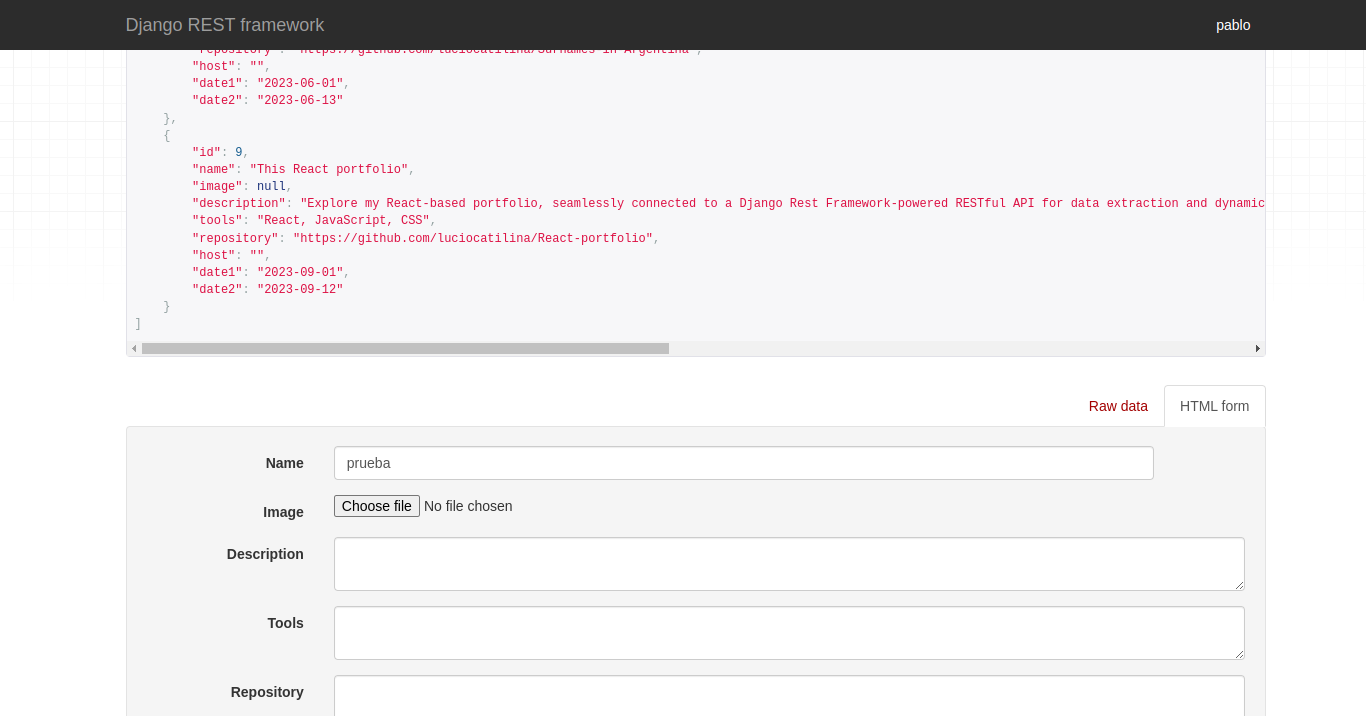 Django REST framework
pablo
"repository": "https://github.com/luciocatilina/Surnames-in-Argentina",
"host": "",
"date1": "2023-06-01",
"date2": "2023-06-13"
},
{
"id": 9,
"name": "This React portfolio",
"image": null,
"description": "Explore my React-based portfolio, seamlessly connected to a Django Rest Framework-powered RESTful API for data extraction and dynamic
"tools": "React, JavaScript, CSS",
"repository": "https://github.com/luciocatilina/React-portfolio",
"host": "",
"date1": "2023-09-01",
"date2": "2023-09-12"
}
]
Raw data
HTML form
Name
prueba
Image
Choose file No file chosen
Description
Tools
Repository